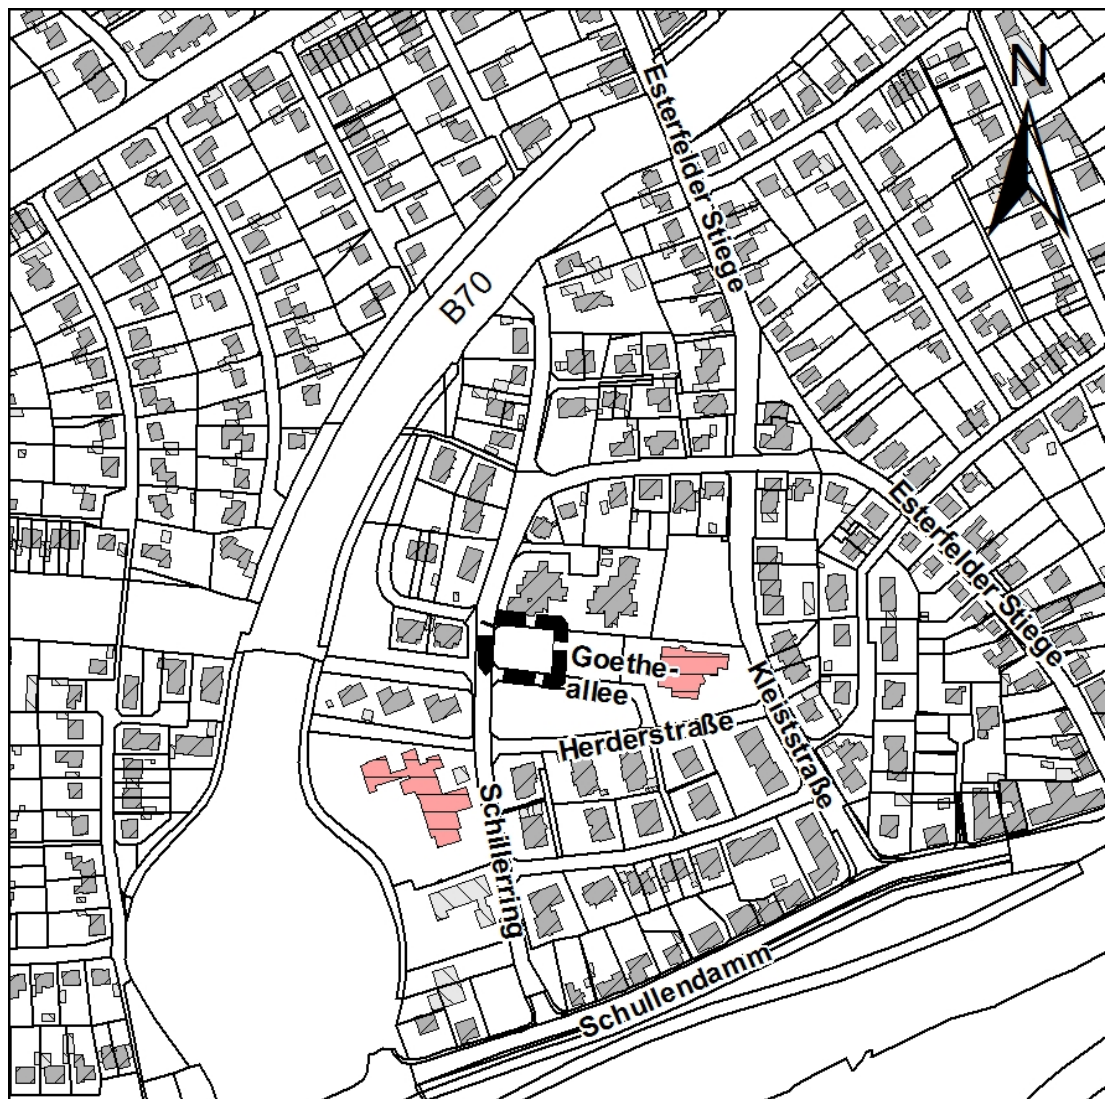 N
Esterfelder Stiege
B70
Esterfelder Stiege
Goethe-
allee
Kleiststraße
Herderstraße
Schillerring
Schullendamm